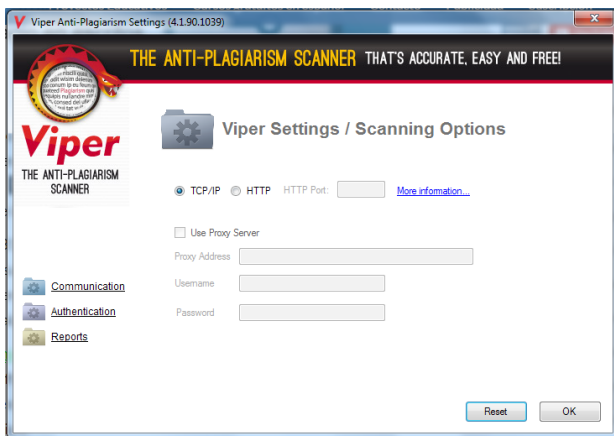 Viper Anti-Plagiarism Settings (4.1.90.1039)
THE ANTI-PLAGIARISM SCANNER THAT'S ACCURATE, EASY AND FREE!
Viper
THE ANTI-PLAGIARISM
SCANNER
Viper Settings / Scanning Options
TCP/IP HTTP HTTP Port: More information...
Use Proxy Server
Proxy Address
Username
Password
Communication
Authentication
Reports
Reset OK